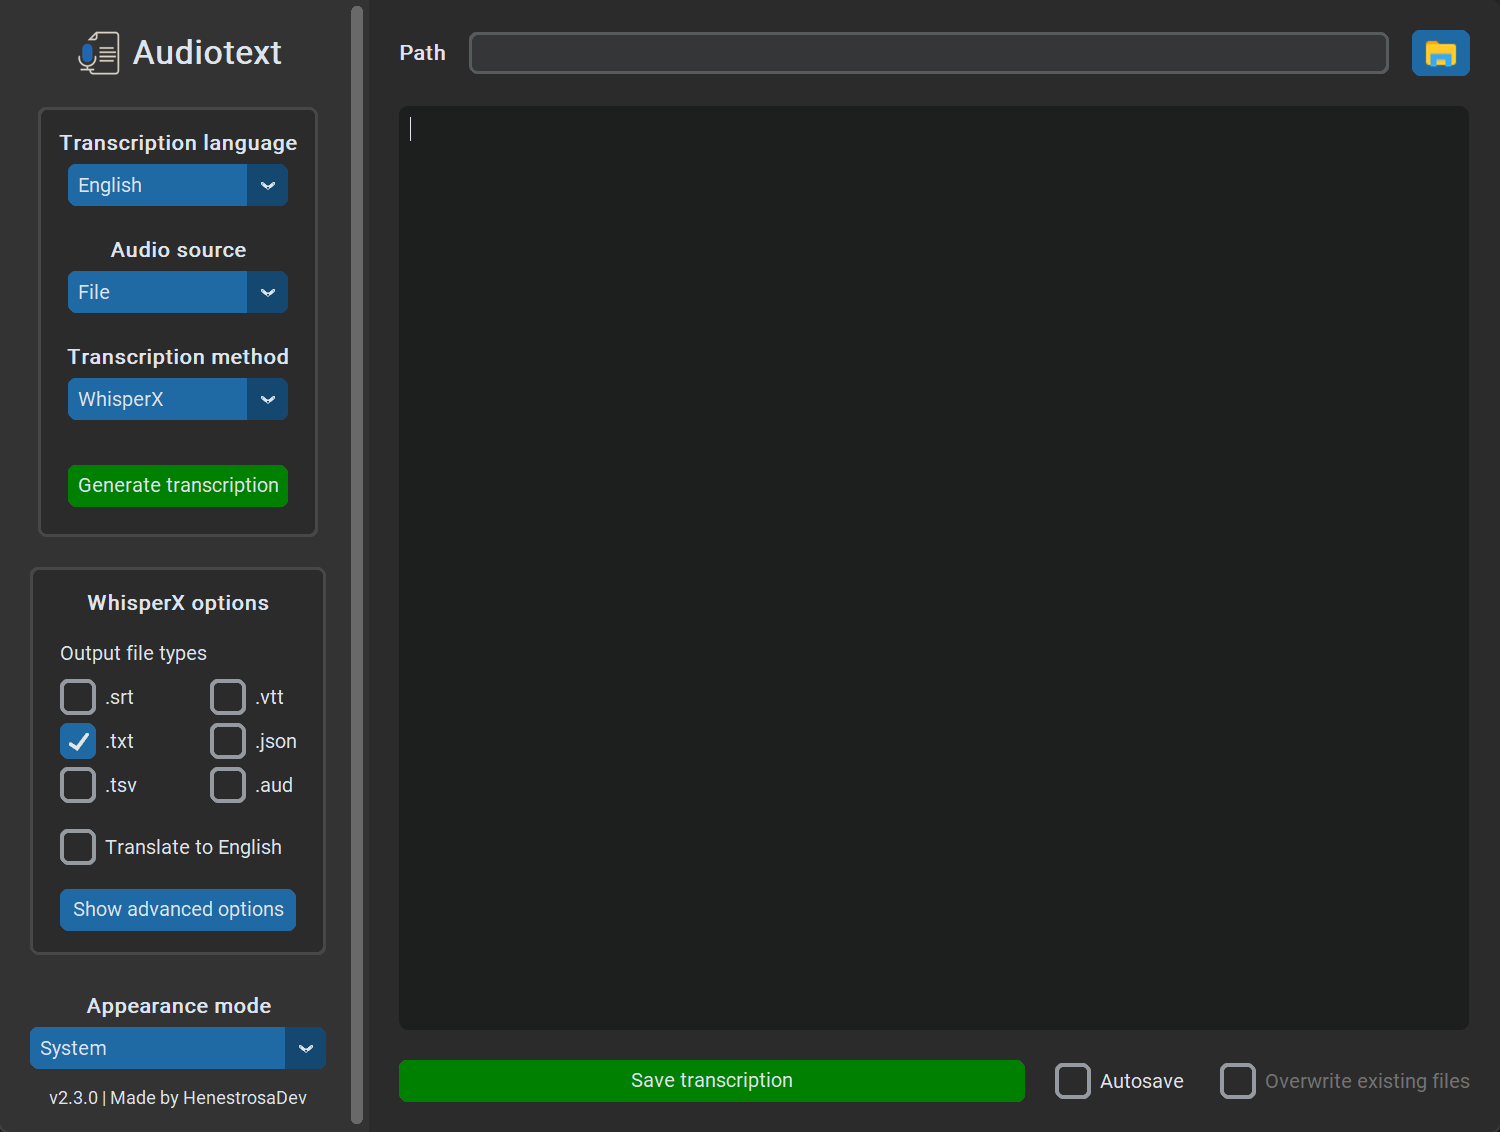 Audiotext
Transcription language
English
Audio source
File
Transcription method
WhisperX
Generate transcription
WhisperX options
Output file types
.srt .vtt
.txt .json
.tsv .aud
Translate to English
Show advanced options
Appearance mode
System
v2.3.0 | Made by HenestrosaDev
Path
Save transcription Autosave Overwrite existing files